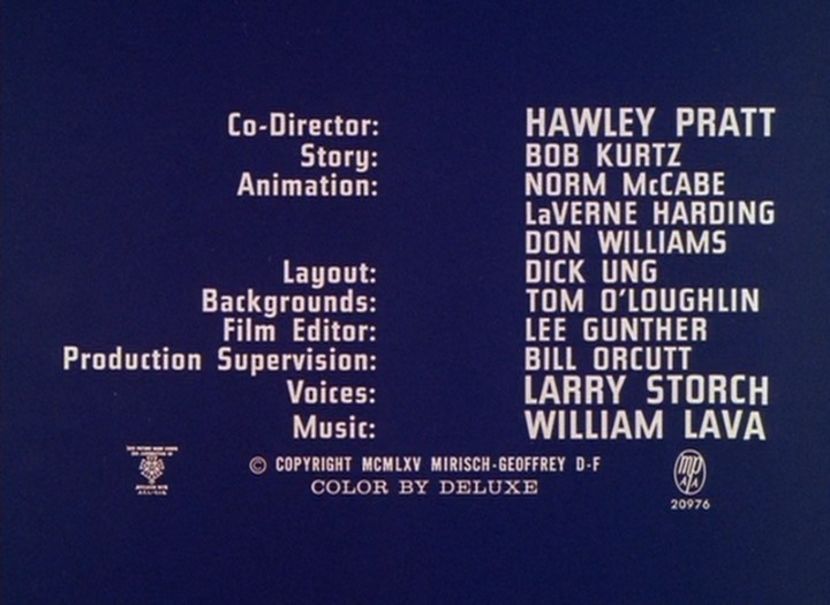 Co-Director: HAWLEY PRATT
Story: BOB KURTZ
Animation: NORM McCABE
LaVERNE HARDING
DON WILLIAMS
Layout: DICK UNG
Backgrounds: TOM O'LOUGHLIN
Film Editor: LEE GUNTHER
Production Supervision: BILL ORCUTT
Voices: LARRY STORCH
Music: WILLIAM LAVA
© COPYRIGHT MCMLXV MIRISCH-GEOFFREY D-F
COLOR BY DELUXE
20976